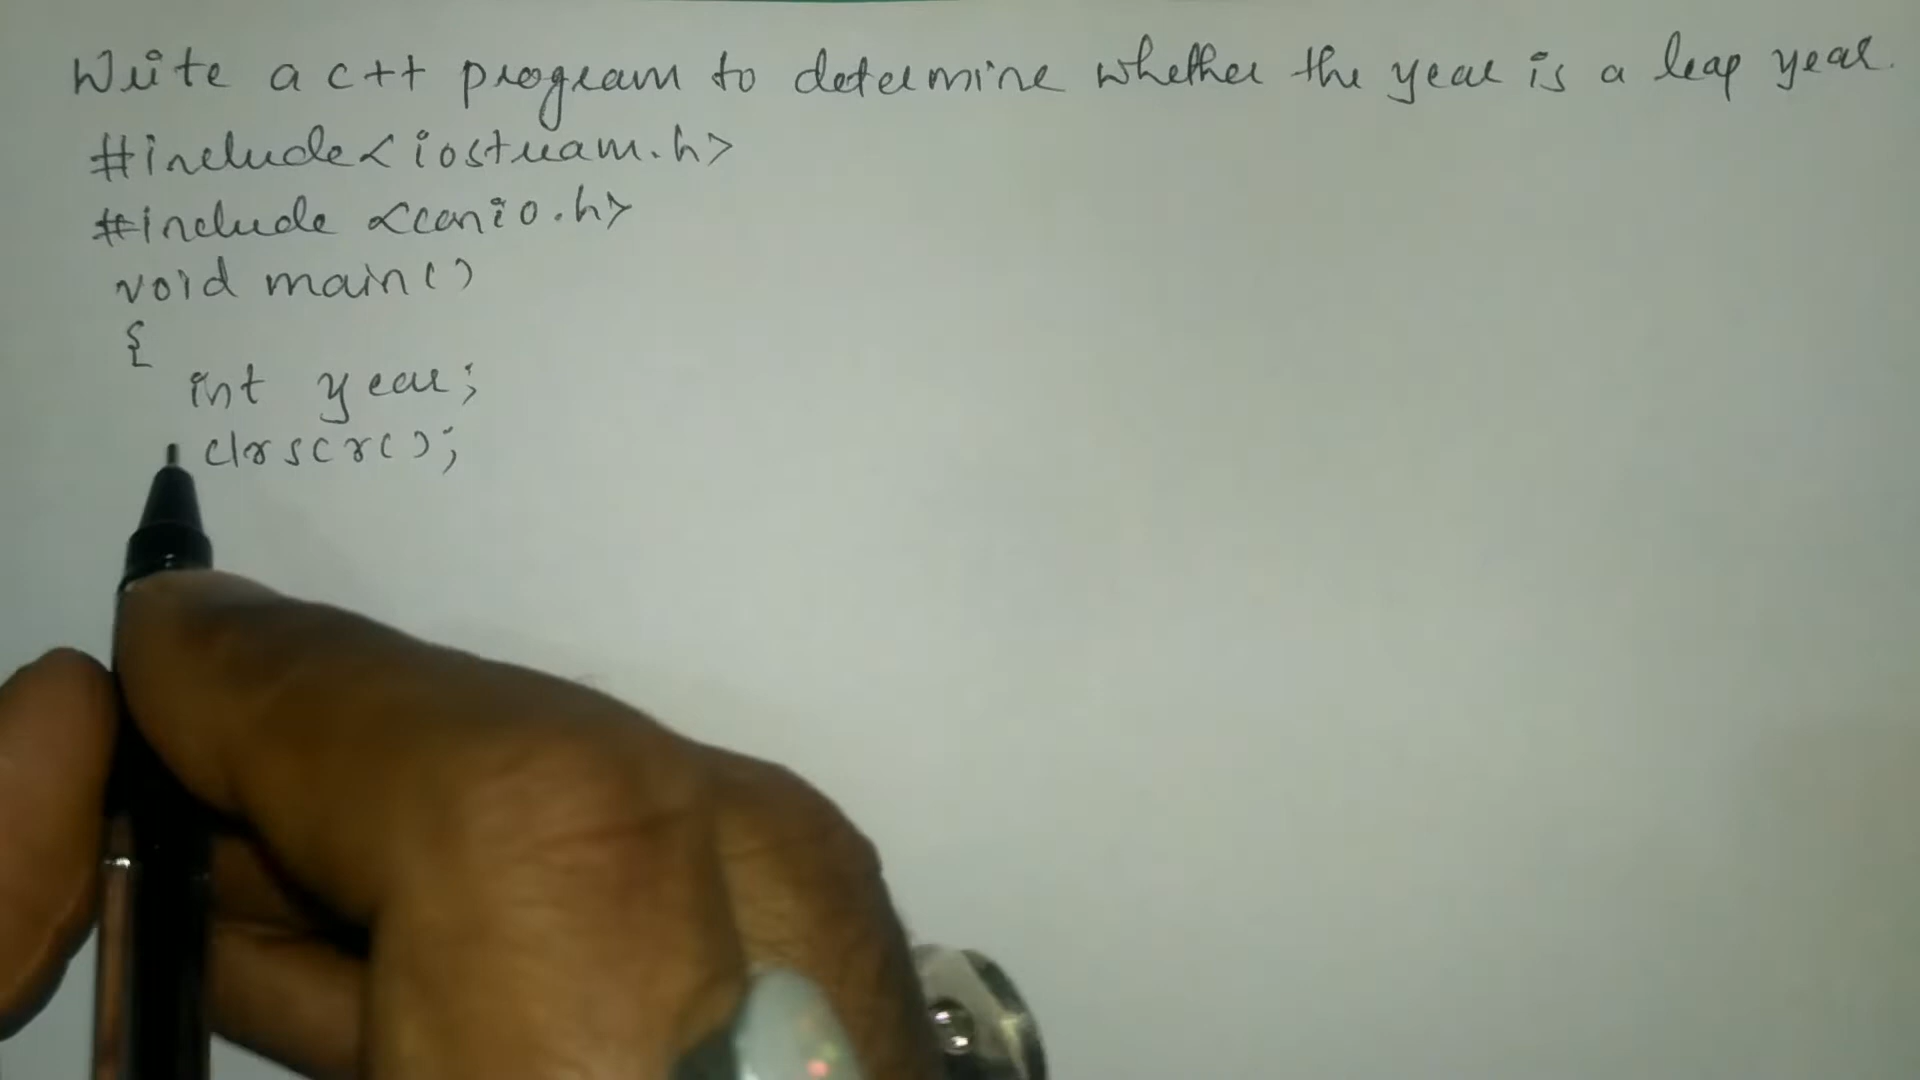 Write a c++ program to determine whether the year is a leap year.
#include<iostream.h>
#include <conio.h>
void main()
{
int year;
clrscr();